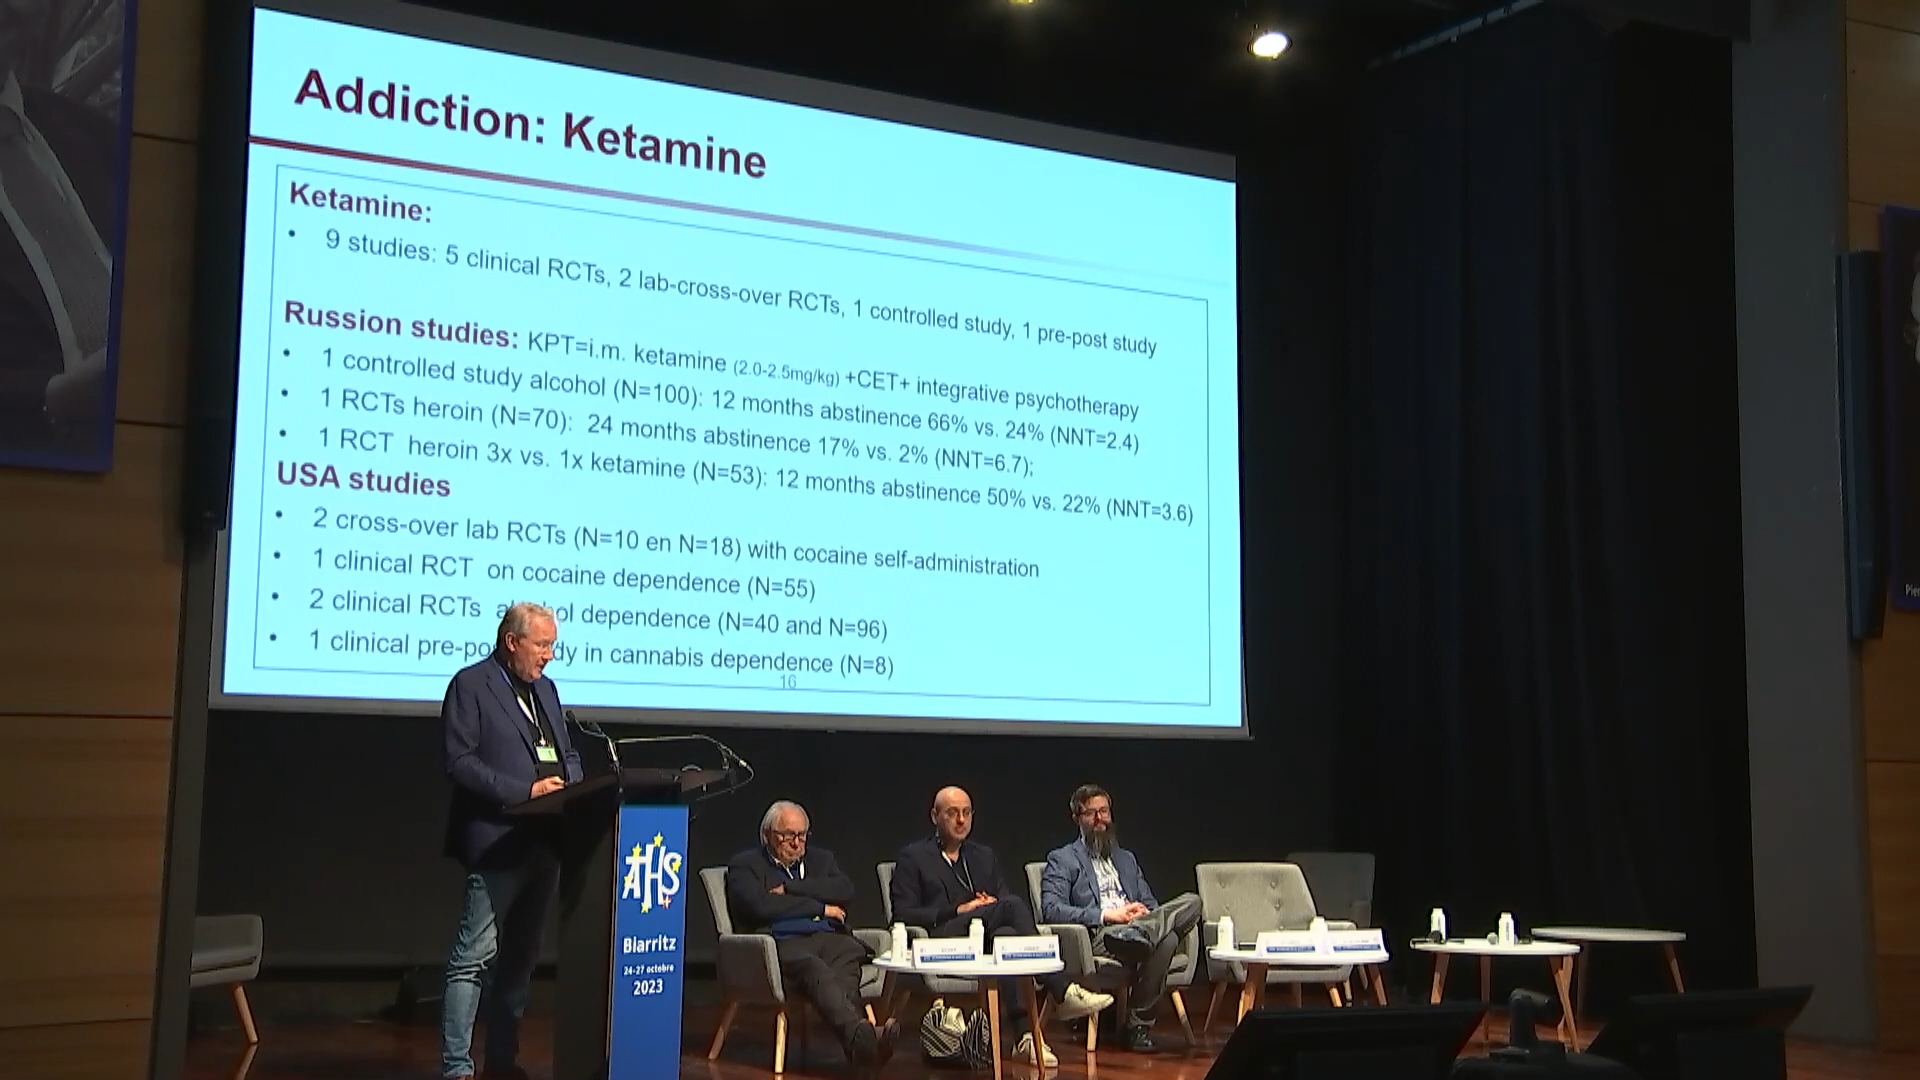 Addiction: Ketamine
Ketamine:
• 9 studies: 5 clinical RCTs, 2 lab-cross-over RCTs, 1 controlled study, 1 pre-post study
Russion studies: KPT=i.m. ketamine (2.0-2.5mg/kg) +CET+ integrative psychotherapy
• 1 controlled study alcohol (N=100): 12 months abstinence 66% vs. 24% (NNT=2.4)
• 1 RCTs heroin (N=70): 24 months abstinence 17% vs. 2% (NNT=6.7);
• 1 RCT heroin 3x vs. 1x ketamine (N=53): 12 months abstinence 50% vs. 22% (NNT=3.6)
USA studies
• 2 cross-over lab RCTs (N=10 en N=18) with cocaine self-administration
• 1 clinical RCT on cocaine dependence (N=55)
• 2 clinical RCTs dependence (N=40 and N=96)
• 1 clinical in cannabis dependence (N=8)
16
AHS
Biarritz
24-27 octobre
2023